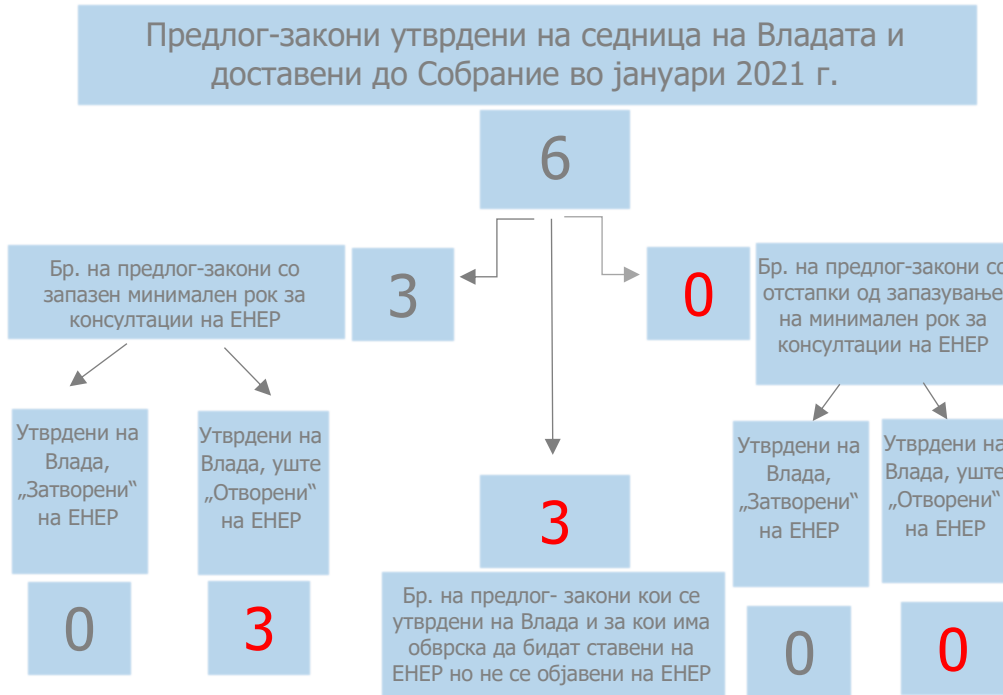 Предлог-закони утврдени на седница на Владата и
доставени до Собрание во јануари 2021 г.
6
Бр. на предлог-закони со
запазен минимален рок за
консултации на ЕНЕР
3
0
Бр. на предлог-закони со
отстапки од запазување
на минимален рок за
консултации на ЕНЕР
Утврдени на
Влада,
„Затворени“
на ЕНЕР
Утврдени на
Влада, уште
„Отворени“
на ЕНЕР
0
3
3
Бр. на предлог- закони кои се
утврдени на Влада и за кои има
обврска да бидат ставени на
ЕНЕР но не се објавени на ЕНЕР
Утврдени на
Влада,
„Затворени“
на ЕНЕР
Утврдени на
Влада, уште
„Отворени“
на ЕНЕР
0
0